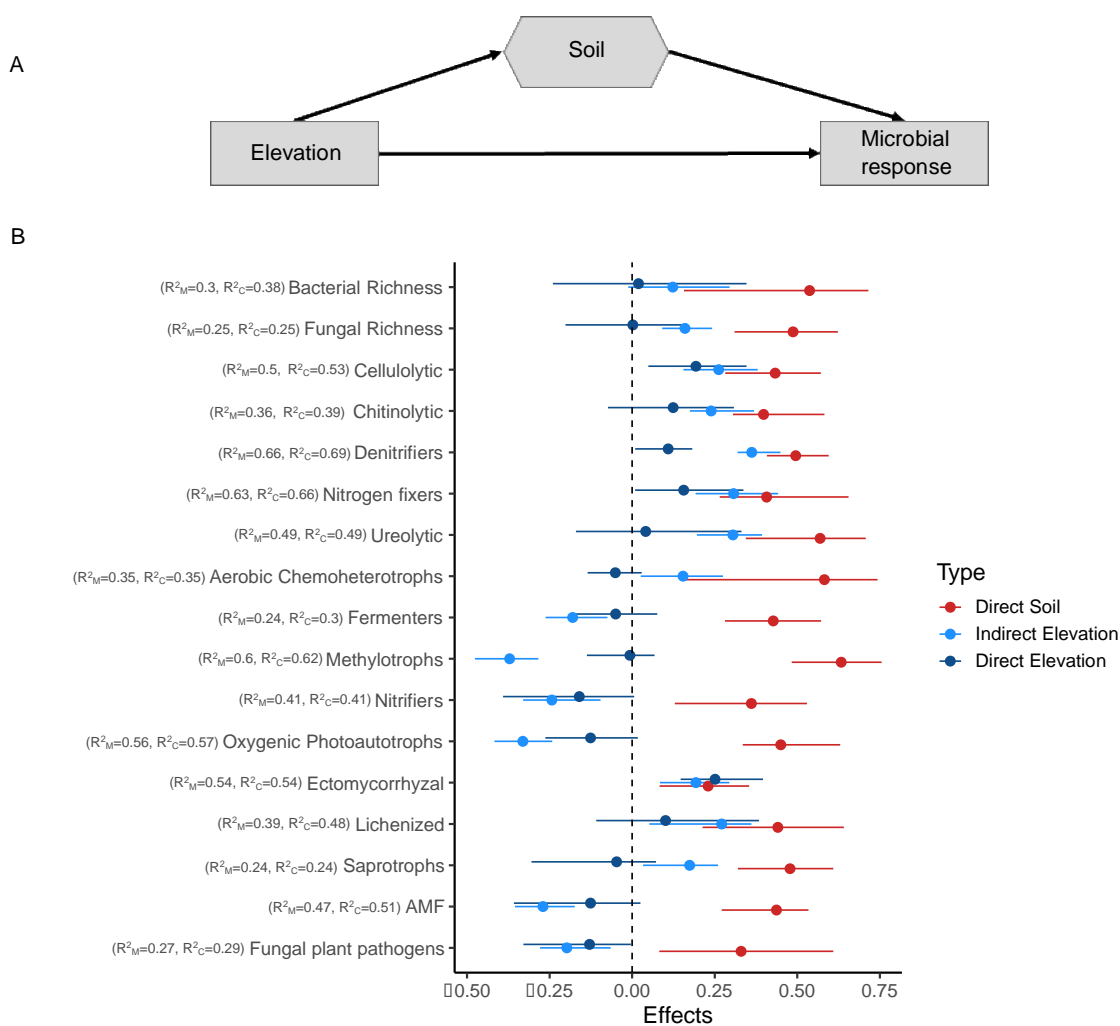 A
Soil
Elevation
Microbial
response
B
(R²M=0.3, R²C=0.38) Bacterial Richness
(R²M=0.25, R²C=0.25) Fungal Richness
(R²M=0.5, R²C=0.53) Cellulolytic
(R²M=0.36, R²C=0.39) Chitinolytic
(R²M=0.66, R²C=0.69) Denitrifiers
(R²M=0.63, R²C=0.66) Nitrogen fixers
(R²M=0.49, R²C=0.49) Ureolytic
(R²M=0.35, R²C=0.35) Aerobic Chemoheterotrophs
(R²M=0.24, R²C=0.3) Fermenters
(R²M=0.6, R²C=0.62) Methylotrophs
(R²M=0.41, R²C=0.41) Nitrifiers
(R²M=0.56, R²C=0.57) Oxygenic Photoautotrophs
(R²M=0.54, R²C=0.54) Ectomycorrhyzal
(R²M=0.39, R²C=0.48) Lichenized
(R²M=0.24, R²C=0.24) Saprotrophs
(R²M=0.47, R²C=0.51) AMF
(R²M=0.27, R²C=0.29) Fungal plant pathogens
▯0.50 ▯0.25 0.00 0.25 0.50 0.75
Effects
Type
Direct Soil
Indirect Elevation
Direct Elevation